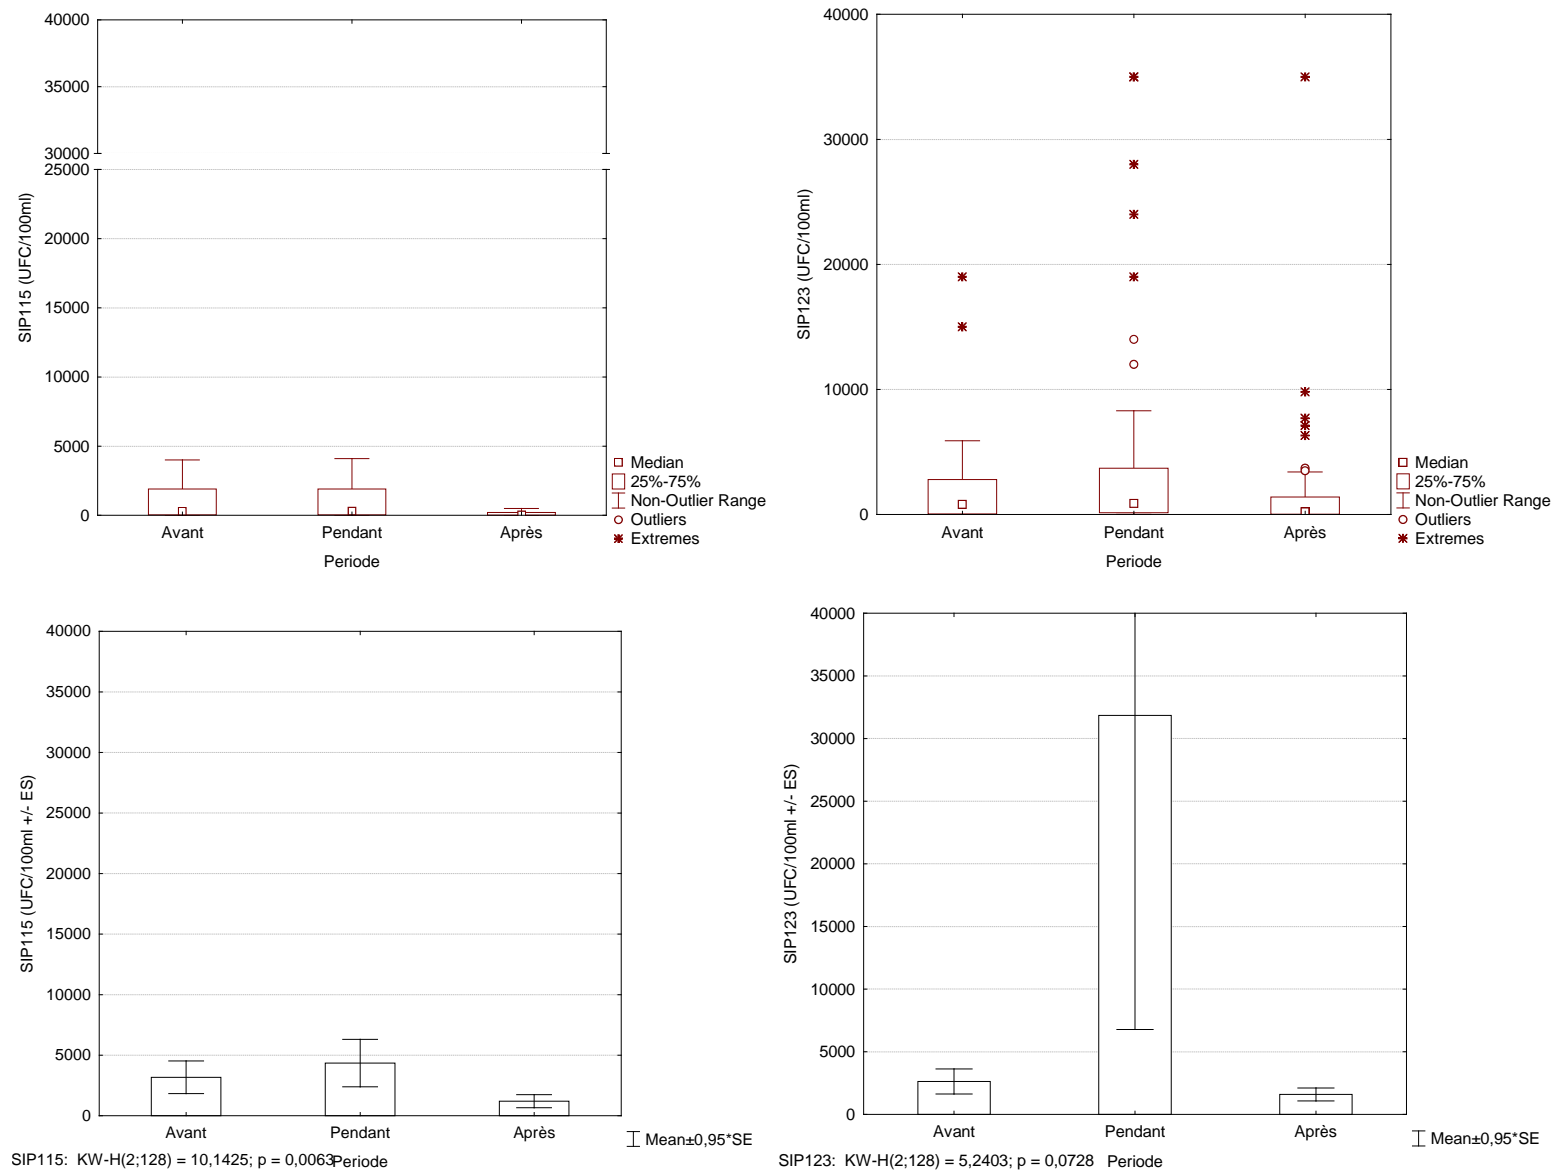 40000
35000
30000
25000
20000
15000
10000
5000
0
SIP115 (UFC/100ml)
Avant
Pendant
Après
Periode
Median
25%-75%
Non-Outlier Range
Outliers
Extremes
40000
30000
20000
10000
0
SIP123 (UFC/100ml)
Avant
Pendant
Après
Periode
Median
25%-75%
Non-Outlier Range
Outliers
Extremes
40000
35000
30000
25000
20000
15000
10000
5000
0
SIP115 (UFC/100ml +/- ES)
Avant
Pendant
Après
Periode
Mean±0,95*SE
SIP115: KW-H(2;128) = 10,1425; p = 0,0063
40000
35000
30000
25000
20000
15000
10000
5000
0
SIP123 (UFC/100ml +/- ES)
Avant
Pendant
Après
Periode
Mean±0,95*SE
SIP123: KW-H(2;128) = 5,2403; p = 0,0728